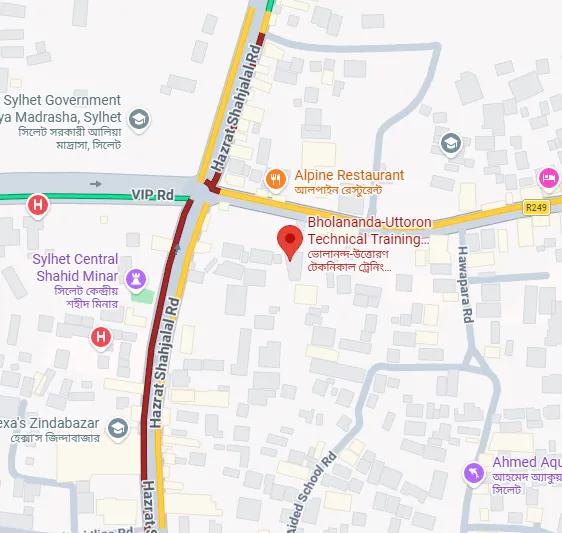 Hazrat Shahjalal Rd
Sylhet Government
ya Madrasha, Sylhet
সিলেট সরকারী আলিয়া
মাদ্রাসা, সিলেট
Alpine Restaurant
আলপাইন রেস্টুরেন্ট
VIP Rd
H
R249
Bholananda-Uttoron
Technical Training...
ভোলানন্দ-উত্তোরণ
টেকনিকাল ট্রেনিং...
Hawapara Rd
Sylhet Central
Shahid Minar
সিলেট কেন্দ্রীয়
শহীদ মিনার
Hazrat Shahjalal Rd
H
exa's Zindabazar
হেক্সা'স জিন্দাবাজার
Aided School Rd
Ahmed Aqu
আহমেদ অ্যাকুয়
সিলেট
Hazrat S